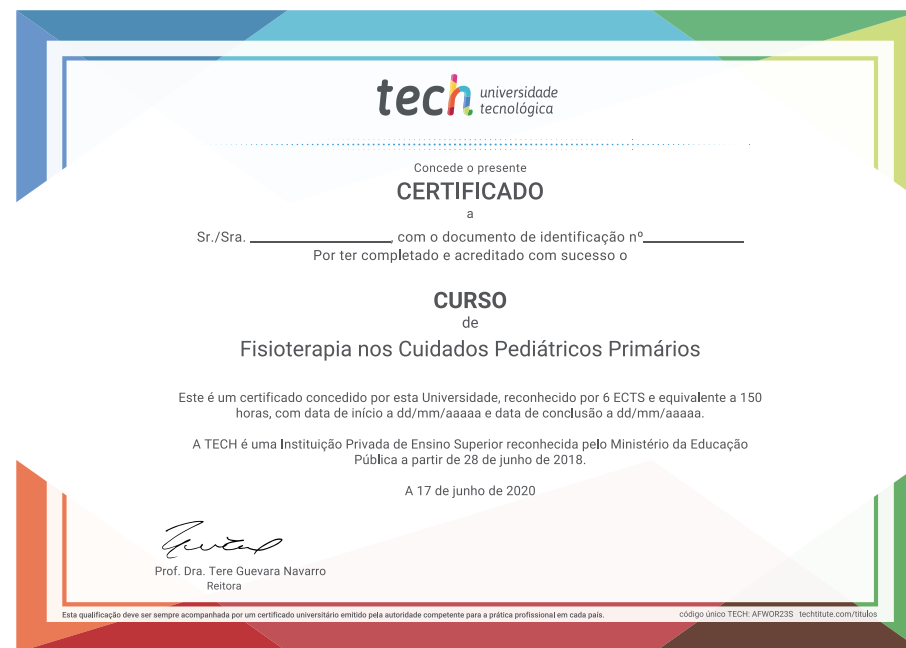 tech universidade
tecnológica
Concede o presente
CERTIFICADO
a
Sr./Sra. ____________________, com o documento de identificação nº______________
Por ter completado e acreditado com sucesso o
CURSO
de
Fisioterapia nos Cuidados Pediátricos Primários
Este é um certificado concedido por esta Universidade, reconhecido por 6 ECTS e equivalente a 150
horas, com data de início a dd/mm/aaaaa e data de conclusão a dd/mm/aaaaa.
A TECH é uma Instituição Privada de Ensino Superior reconhecida pelo Ministério da Educação
Pública a partir de 28 de junho de 2018.
A 17 de junho de 2020
Prof. Dra. Tere Guevara Navarro
Reitora
Esta qualificação deve ser sempre acompanhada por um certificado universitário emitido pela autoridade competente para a prática profissional em cada país.
código único TECH: AFWOR23S techtitute.com/titulos